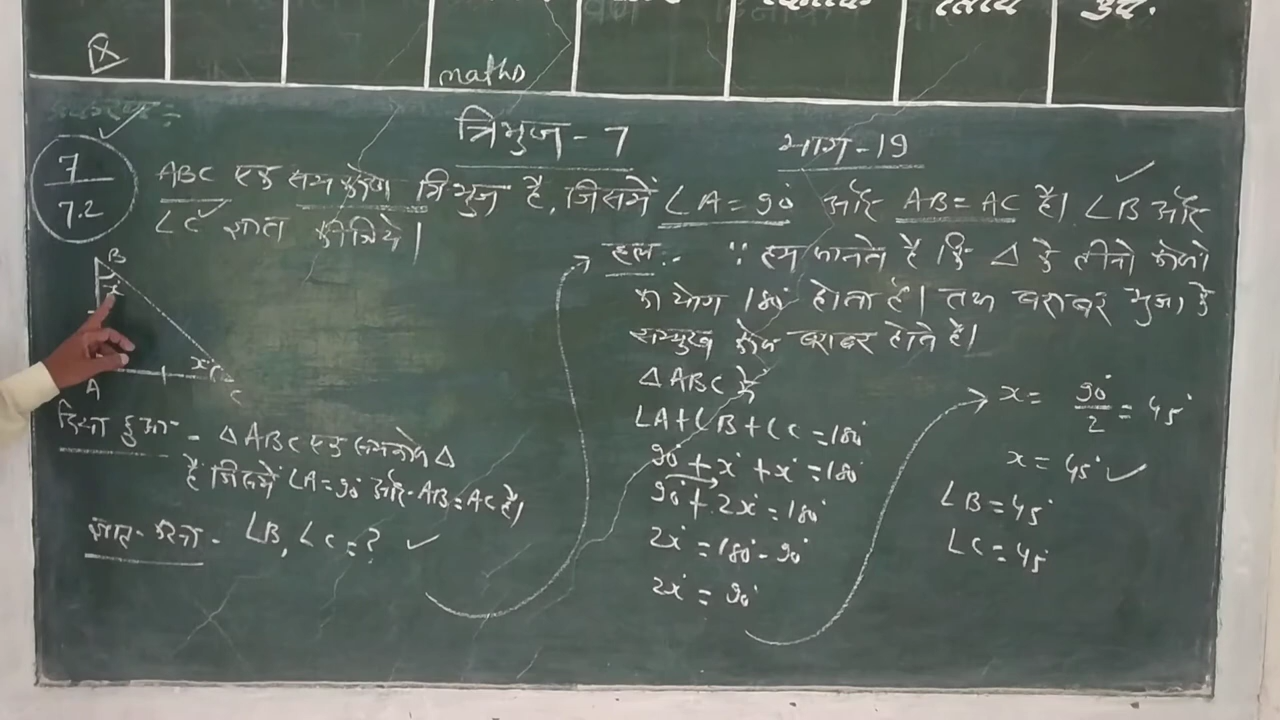 maths
त्रिभुज - 7
भाग - 19
7
7.2
ABC एक समकोण त्रिभुज है, जिसमें ∠A = 90° और AB = AC है। ∠B और
∠C ज्ञात कीजिये।
B
x°
x°
A
C
दिया हुआ - △ABC एक समकोण △
है जिसमें ∠A = 90° और AB = AC है।
ज्ञात करना - ∠B, ∠C = ?
हल :- ∵ हम जानते है कि △ के तीनो कोणो
का योग 180° होता है। तथा बराबर भुजा के
सम्मुख कोण बराबर होते है।
△ABC में
∠A + ∠B + ∠C = 180°
90° + x° + x° = 180°
90° + 2x° = 180°
2x° = 180° - 90°
2x° = 90°
x = 90°/2 = 45°
x = 45°
∠B = 45°
∠C = 45°